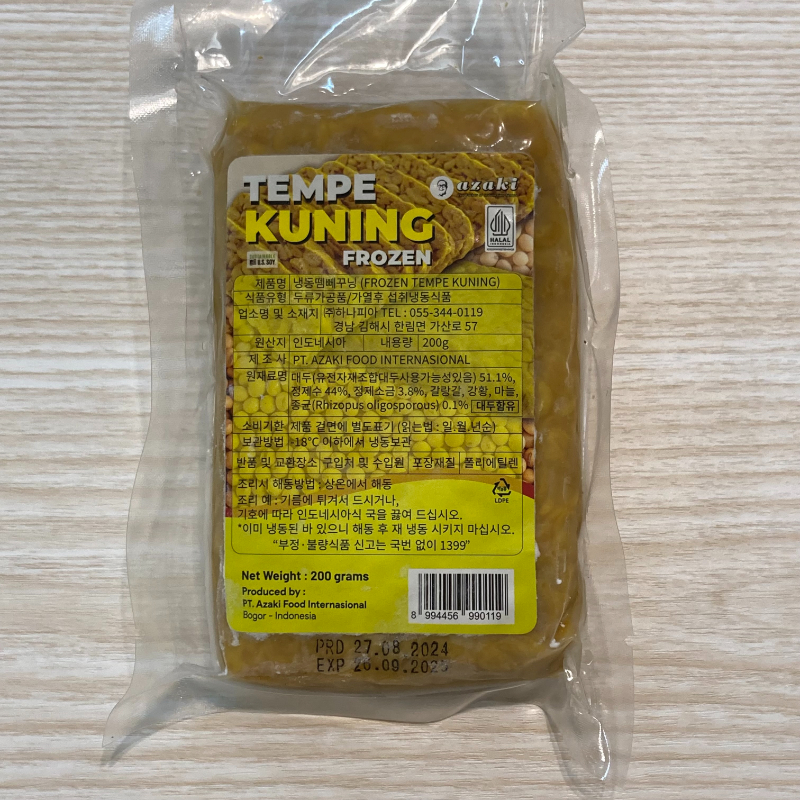 TEMPE
KUNING
FROZEN
azaki
HALAL
INDONESIA
냉동뗌뻬꾸닝 (FROZEN TEMPE KUNING)
제품명
식품유형 두류가공품/가열후 섭취냉동식품
업소명 및 소재지 ㈜하나피아 TEL : 055-344-0119
경남 김해시 한림면 가산로 57
원산지 인도네시아 내용량 200g
제 조 사 PT. AZAKI FOOD INTERNASIONAL
원재료명 대두(유전자재조합대두사용가능성있음) 51.1%,
정제수 44%, 정제소금 3.8%, 갈랑갈, 강황, 마늘,
종균(Rhizopus oligosporous) 0.1% 대두함유
소비기한 제품 겉면에 별도표기 (읽는법 : 일.월.년순)
보관방법 -18°C 이하에서 냉동보관
반품 및 교환장소 구입처 및 수입원 포장재질 폴리에틸렌
조리시 해동방법 : 상온에서 해동
조리 예 : 기름에 튀겨서 드시거나,
기호에 따라 인도네시아식 국을 끓여 드십시오.
*이미 냉동된 바 있으니 해동 후 재 냉동 시키지 마십시오.
“부정·불량식품 신고는 국번 없이 1399”
LDPE
Net Weight : 200 grams
Produced by :
PT. Azaki Food Internasional
Bogor - Indonesia
8 994456 990119
PRD 27.08.2024
EXP